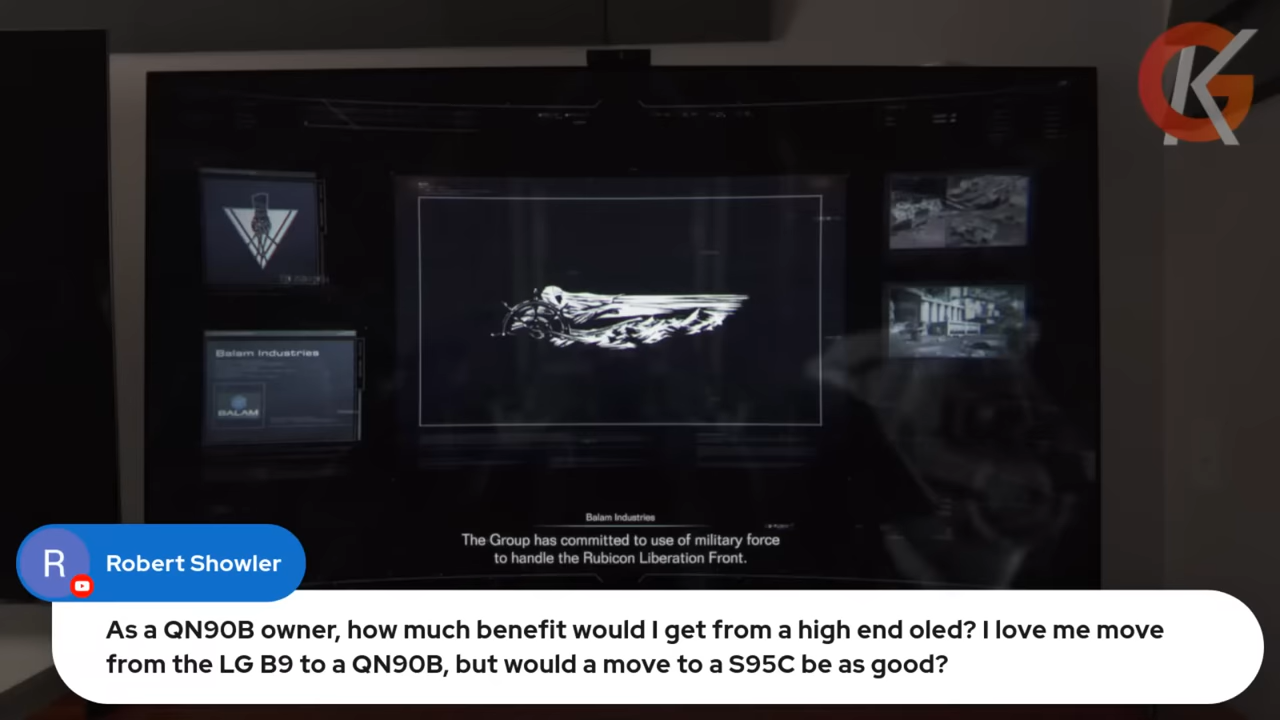 GK
Balam Industries
BALAM
Balam Industries
The Group has committed to use of military force
to handle the Rubicon Liberation Front.
R
Robert Showler
As a QN90B owner, how much benefit would I get from a high end oled? I love me move
from the LG B9 to a QN90B, but would a move to a S95C be as good?